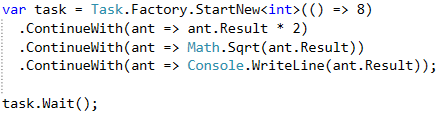 var task = Task.Factory.StartNew<int>(() => 8)
.ContinueWith(ant => ant.Result * 2)
.ContinueWith(ant => Math.Sqrt(ant.Result))
.ContinueWith(ant => Console.WriteLine(ant.Result));
task.Wait();